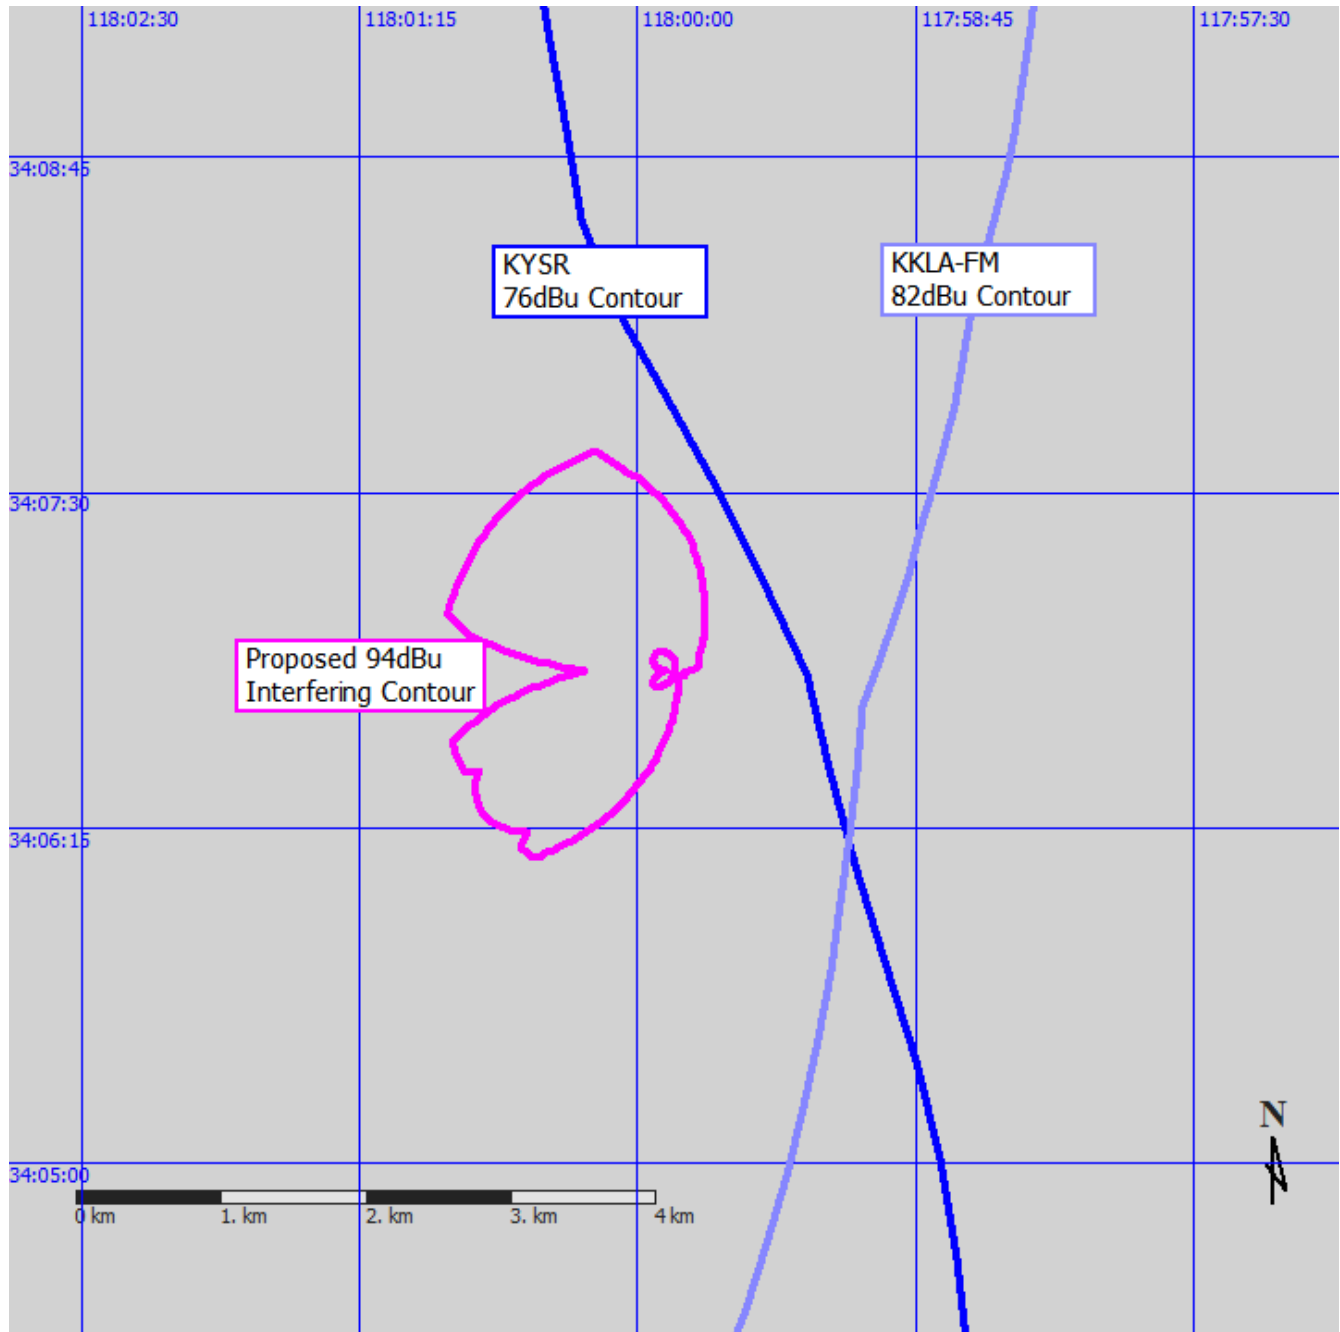 118:02:30
118:01:15
118:00:00
117:58:45
117:57:30
34:08:45
KYSR
76dBu Contour
KKLA-FM
82dBu Contour
34:07:30
Proposed 94dBu
Interfering Contour
34:06:15
N
34:05:00
0 km
1. km
2. km
3. km
4 km